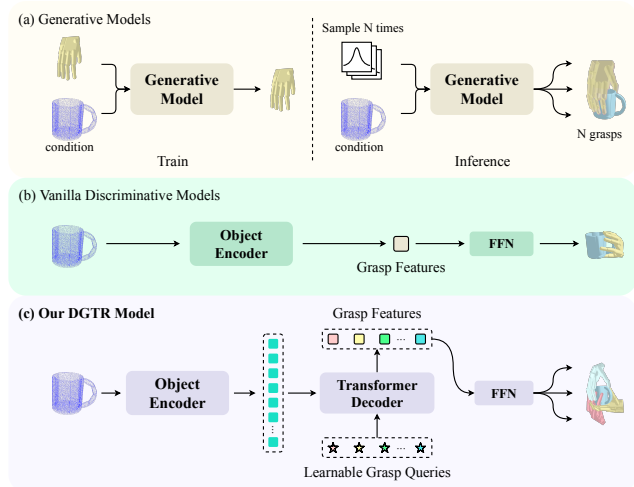 (a) Generative Models
Sample N times
Generative
Model
Generative
Model
condition
condition
N grasps
Train
Inference
(b) Vanilla Discriminative Models
Object
Encoder
FFN
Grasp Features
(c) Our DGTR Model
Grasp Features
...
Object
Encoder
Transformer
Decoder
FFN
...
...
Learnable Grasp Queries